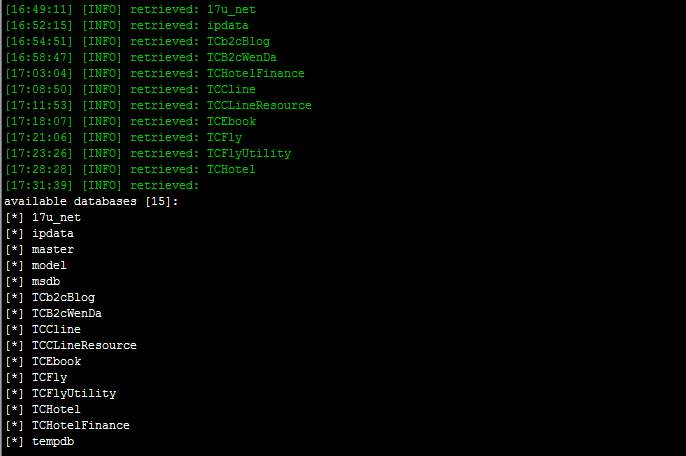 [16:49:11] [INFO] retrieved: 17u_net
[16:52:15] [INFO] retrieved: ipdata
[16:54:51] [INFO] retrieved: TCb2cBlog
[16:58:47] [INFO] retrieved: TCB2cWenDa
[17:03:04] [INFO] retrieved: TCHotelFinance
[17:08:50] [INFO] retrieved: TCCline
[17:11:53] [INFO] retrieved: TCCLineResource
[17:18:07] [INFO] retrieved: TCEbook
[17:21:06] [INFO] retrieved: TCFly
[17:23:26] [INFO] retrieved: TCFlyUtility
[17:28:28] [INFO] retrieved: TCHotel
[17:31:39] [INFO] retrieved:
available databases [15]:
[*] 17u_net
[*] ipdata
[*] master
[*] model
[*] msdb
[*] TCb2cBlog
[*] TCB2cWenDa
[*] TCCline
[*] TCCLineResource
[*] TCEbook
[*] TCFly
[*] TCFlyUtility
[*] TCHotel
[*] TCHotelFinance
[*] tempdb